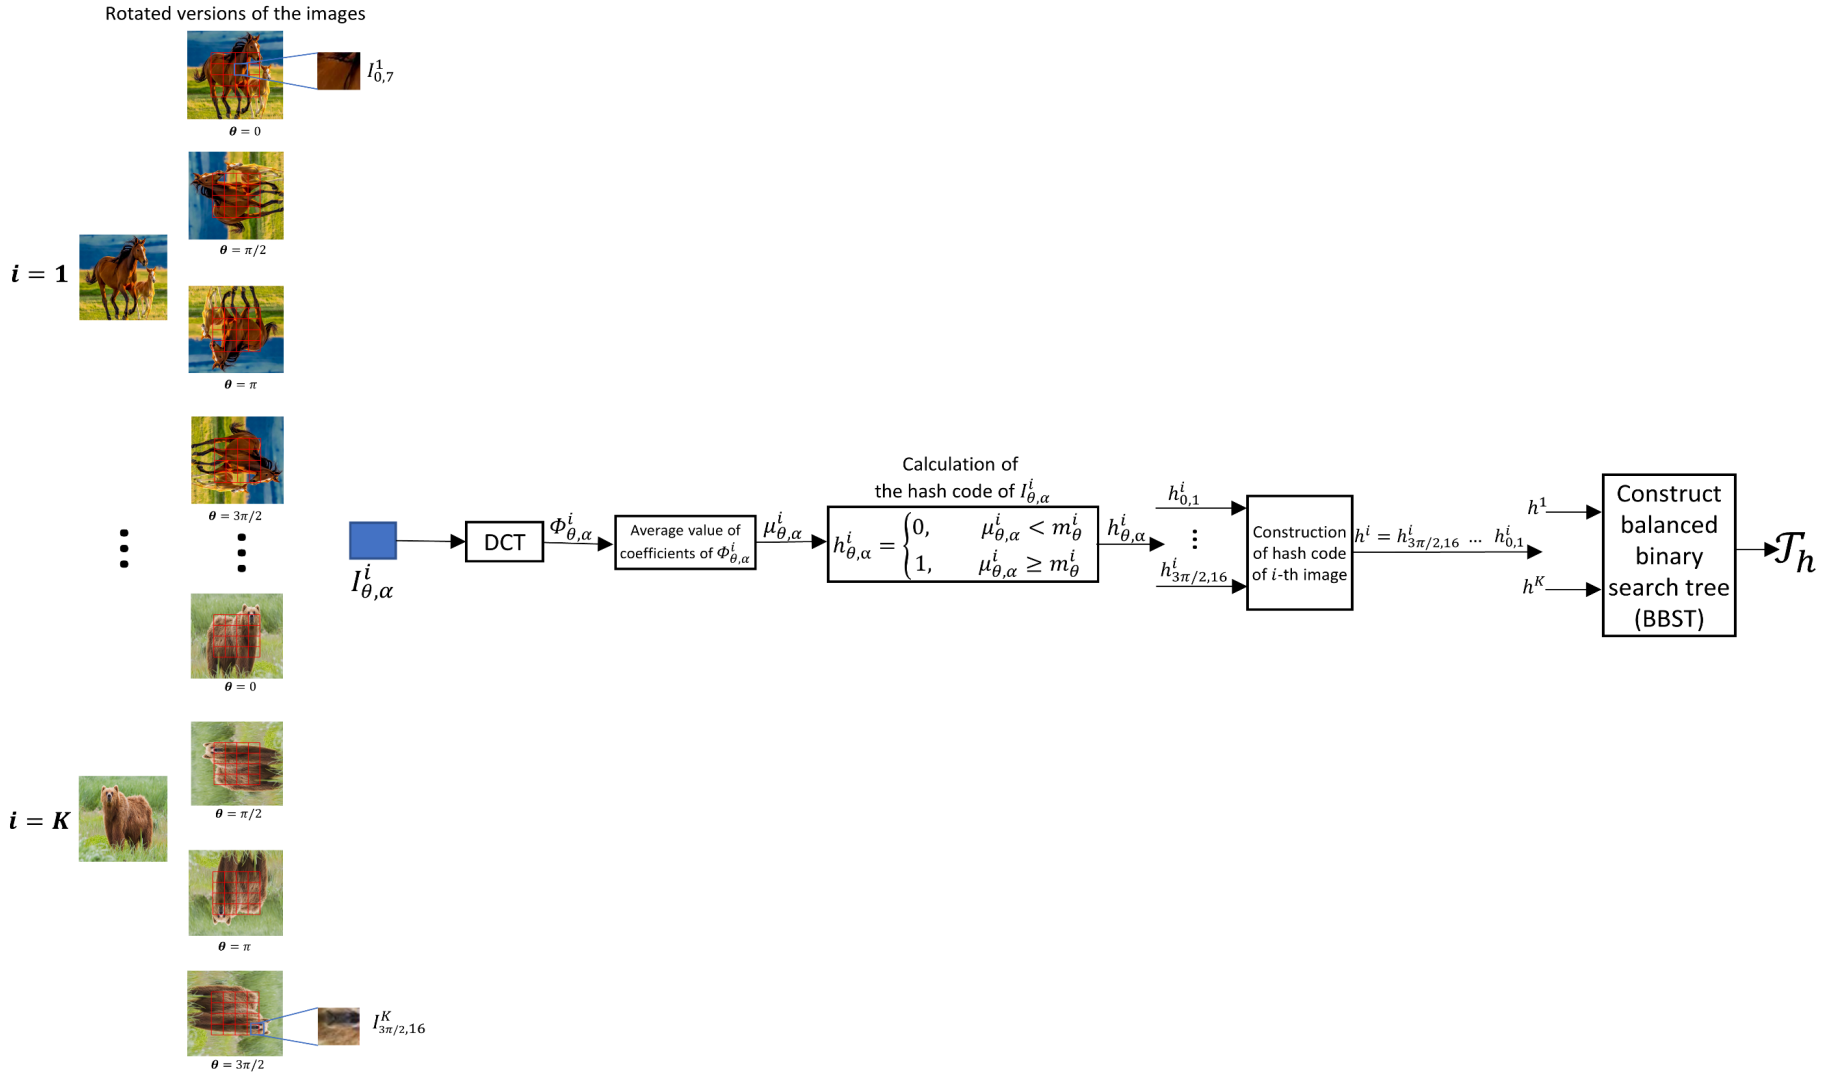 Rotated versions of the images
I^1_{0,7}
θ = 0
θ = π/2
i = 1
θ = π
θ = 3π/2
I^i_{θ,α}
DCT
Φ^i_{θ,α}
Average value of
coefficients of Φ^i_{θ,α}
μ^i_{θ,α}
Calculation of
the hash code of I^i_{θ,α}
h^i_{θ,α} = { 0, μ^i_{θ,α} < m^i_θ
1, μ^i_{θ,α} ≥ m^i_θ
h^i_{θ,α}
h^i_{0,1}
⋮
h^i_{3π/2,16}
Construction
of hash code
of i-th image
h^i = h^i_{3π/2,16} … h^i_{0,1}
h^1
h^K
Construct
balanced
binary
search tree
(BBST)
𝒯_h
θ = 0
θ = π/2
i = K
θ = π
I^K_{3π/2,16}
θ = 3π/2